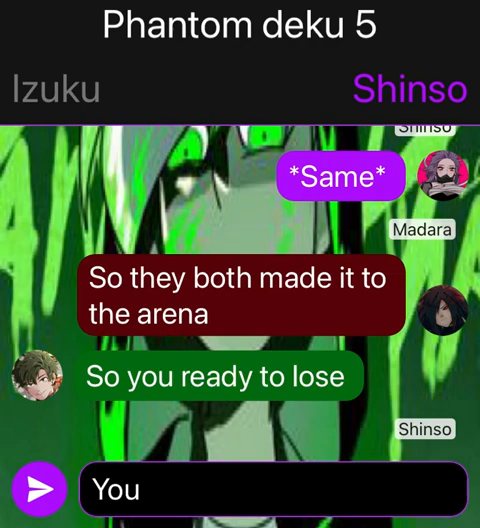 Phantom deku 5
Izuku
Shinso
Shinso
*Same*
Madara
So they both made it to
the arena
So you ready to lose
Shinso
You